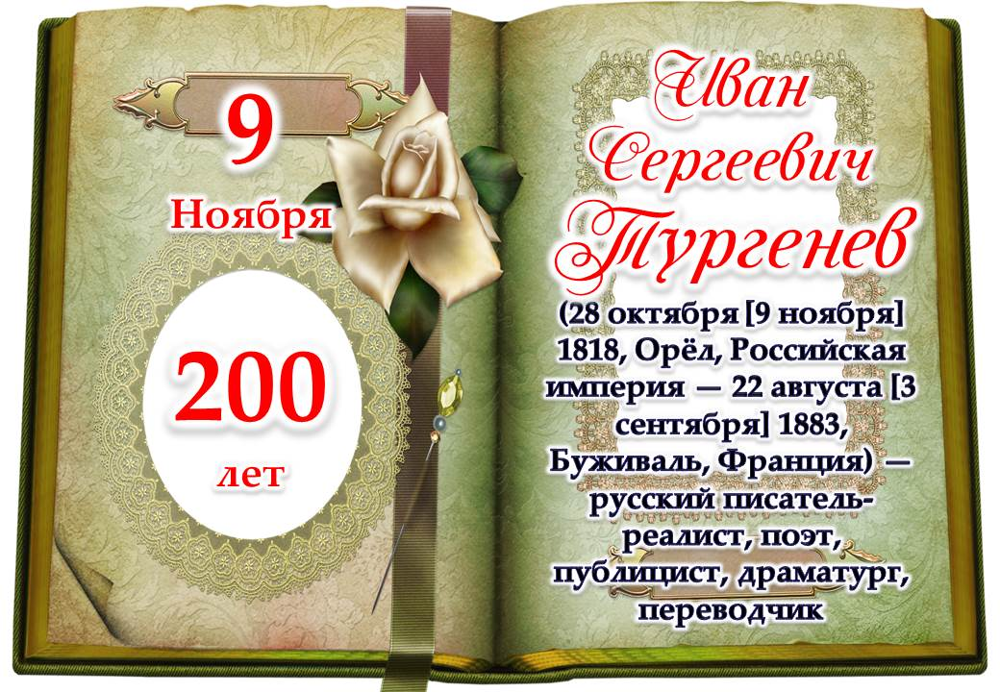 9
Ноября
200
лет
Иван
Сергеевич
Тургенев
(28 октября [9 ноября]
1818, Орёл, Российская
империя — 22 августа [3
сентября] 1883,
Буживаль, Франция) —
русский писатель-
реалист, поэт,
публицист, драматург,
переводчик